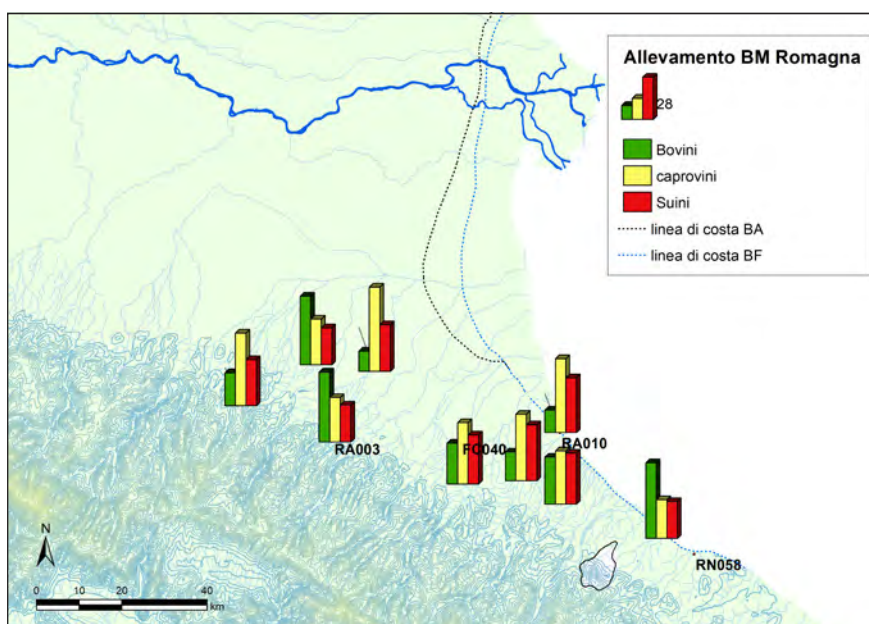 Allevamento BM Romagna
28
Bovini
caprovini
Suini
linea di costa BA
linea di costa BF
RA003
FC040
RA010
RN058
N
0 10 20 40
km